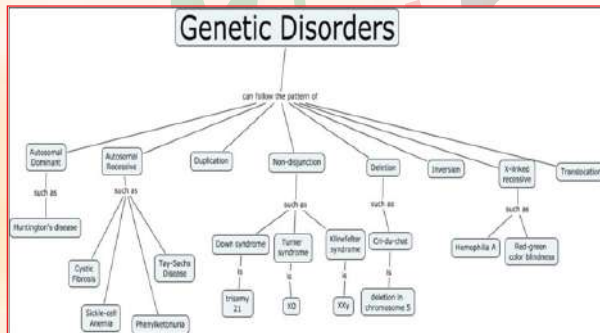 Genetic Disorders
can follow the pattern of
Autosomal
Dominant
Autosomal
Recessive
Duplication
Non-disjunction
Deletion
Inversion
X-linked
recessive
Translocation
such as
such as
such as
such as
such as
Huntington's disease
Cystic
Fibrosis
Sickle-cell
Anemia
Phenylketonuria
Tay-Sachs
Disease
Down syndrome
Turner
syndrome
Klinefelter
syndrome
Cri-du-chat
Hemophilia A
Red-green
color blindness
is
is
is
is
trisomy
21
XO
XXy
deletion in
chromosome 5